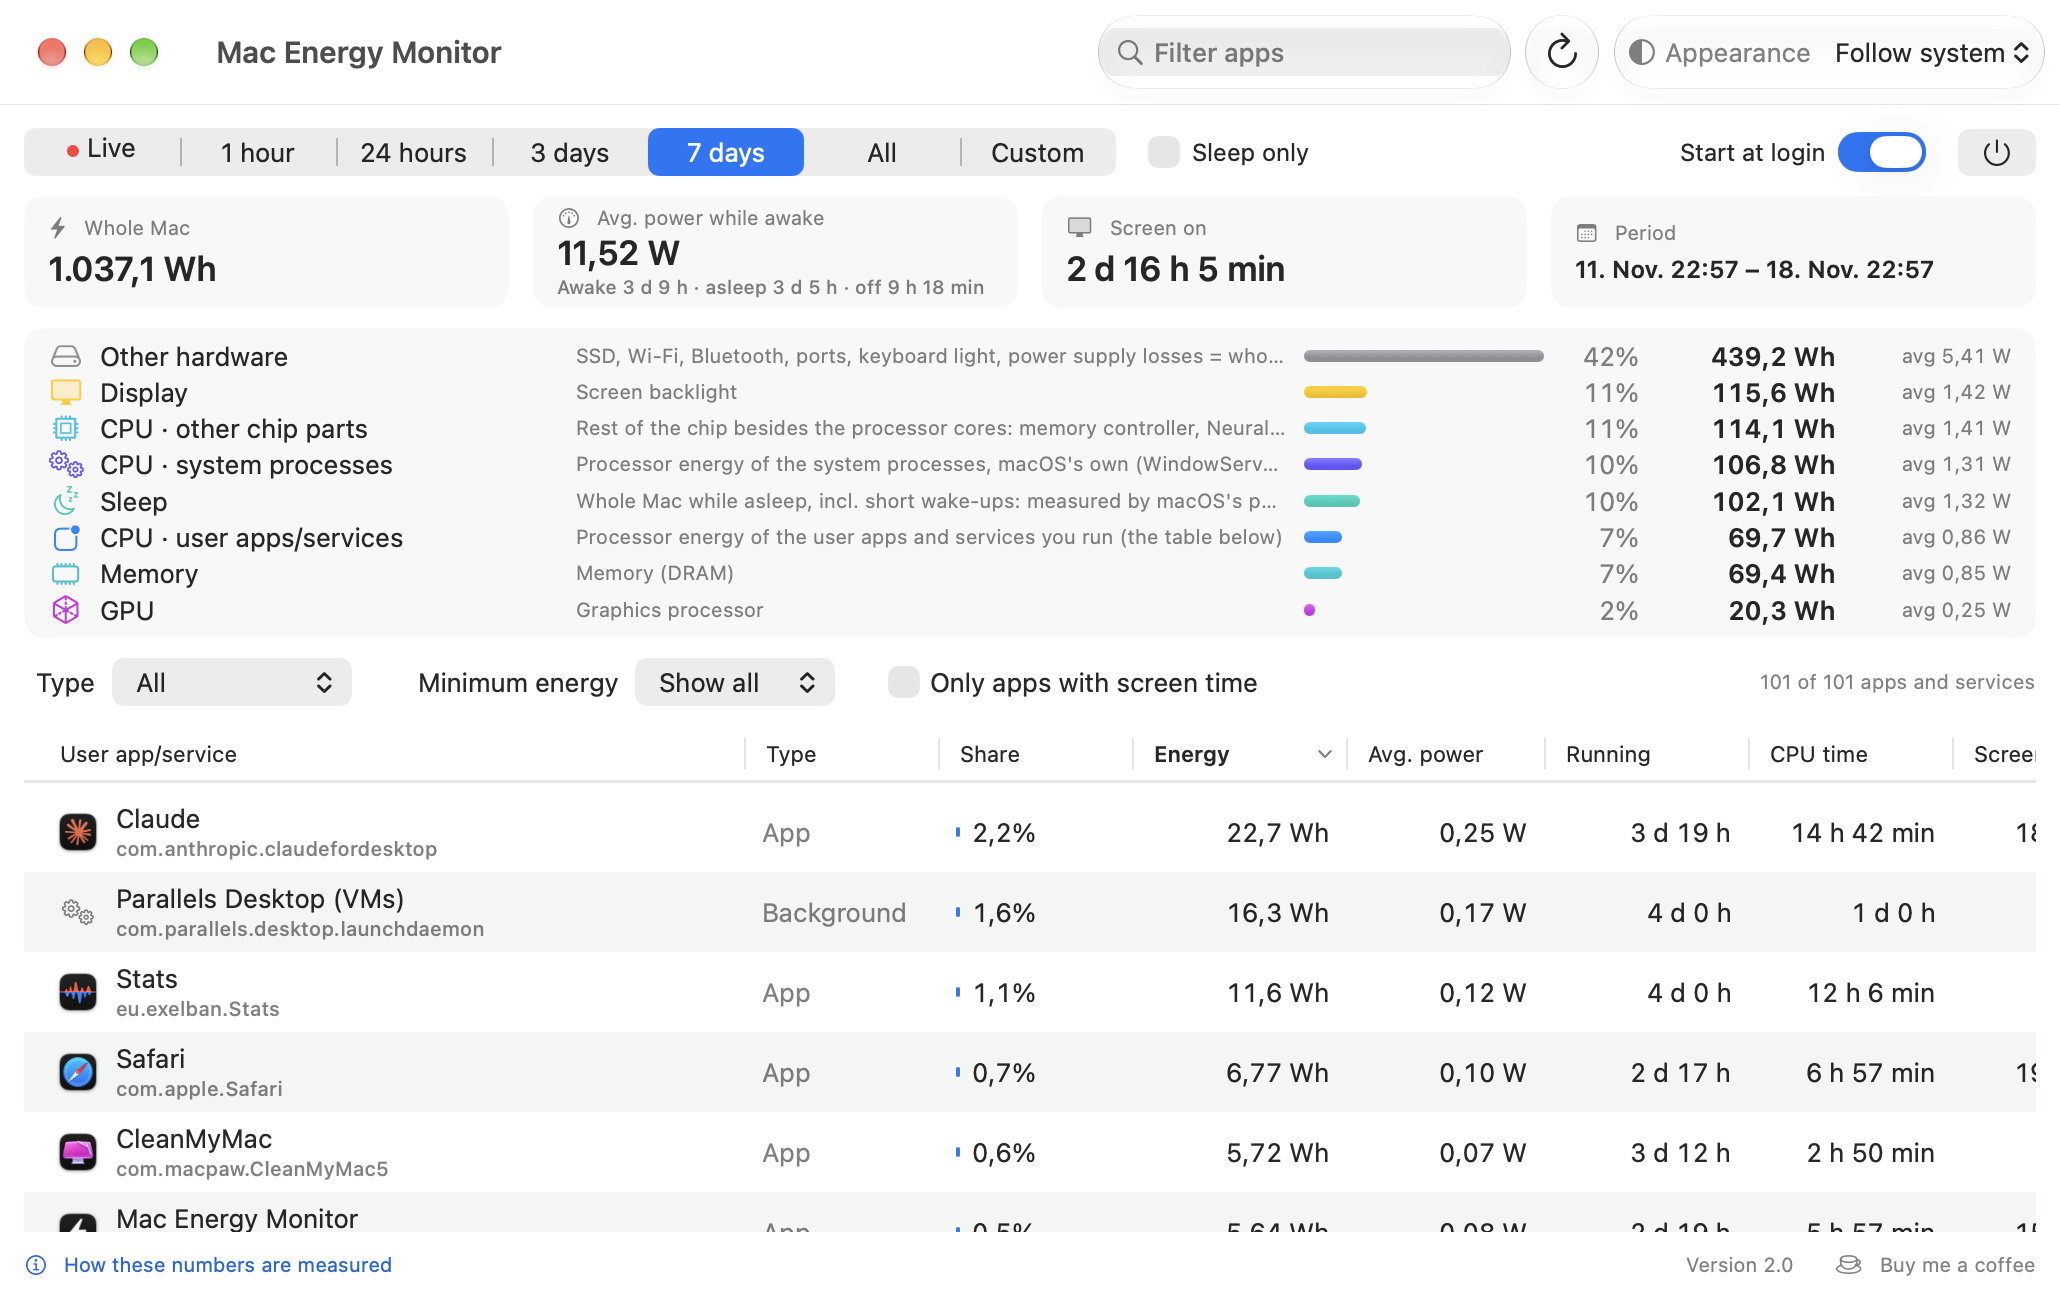 Mac Energy Monitor
Filter apps
Appearance Follow system
Live 1 hour 24 hours 3 days 7 days All Custom Sleep only Start at login
Whole Mac
1.037,1 Wh
Avg. power while awake
11,52 W
Awake 3 d 9 h · asleep 3 d 5 h · off 9 h 18 min
Screen on
2 d 16 h 5 min
Period
11. Nov. 22:57 – 18. Nov. 22:57
Other hardware SSD, Wi-Fi, Bluetooth, ports, keyboard light, power supply losses = who... 42% 439,2 Wh avg 5,41 W
Display Screen backlight 11% 115,6 Wh avg 1,42 W
CPU · other chip parts Rest of the chip besides the processor cores: memory controller, Neural... 11% 114,1 Wh avg 1,41 W
CPU · system processes Processor energy of the system processes, macOS's own (WindowServ... 10% 106,8 Wh avg 1,31 W
Sleep Whole Mac while asleep, incl. short wake-ups: measured by macOS's p... 10% 102,1 Wh avg 1,32 W
CPU · user apps/services Processor energy of the user apps and services you run (the table below) 7% 69,7 Wh avg 0,86 W
Memory Memory (DRAM) 7% 69,4 Wh avg 0,85 W
GPU Graphics processor 2% 20,3 Wh avg 0,25 W
Type All Minimum energy Show all Only apps with screen time 101 of 101 apps and services
User app/service Type Share Energy Avg. power Running CPU time
Claude
com.anthropic.claudefordesktop
App 2,2% 22,7 Wh 0,25 W 3 d 19 h 14 h 42 min
Parallels Desktop (VMs)
com.parallels.desktop.launchdaemon
Background 1,6% 16,3 Wh 0,17 W 4 d 0 h 1 d 0 h
Stats
eu.exelban.Stats
App 1,1% 11,6 Wh 0,12 W 4 d 0 h 12 h 6 min
Safari
com.apple.Safari
App 0,7% 6,77 Wh 0,10 W 2 d 17 h 6 h 57 min
CleanMyMac
com.macpaw.CleanMyMac5
App 0,6% 5,72 Wh 0,07 W 3 d 12 h 2 h 50 min
Mac Energy Monitor
How these numbers are measured
Version 2.0 Buy me a coffee